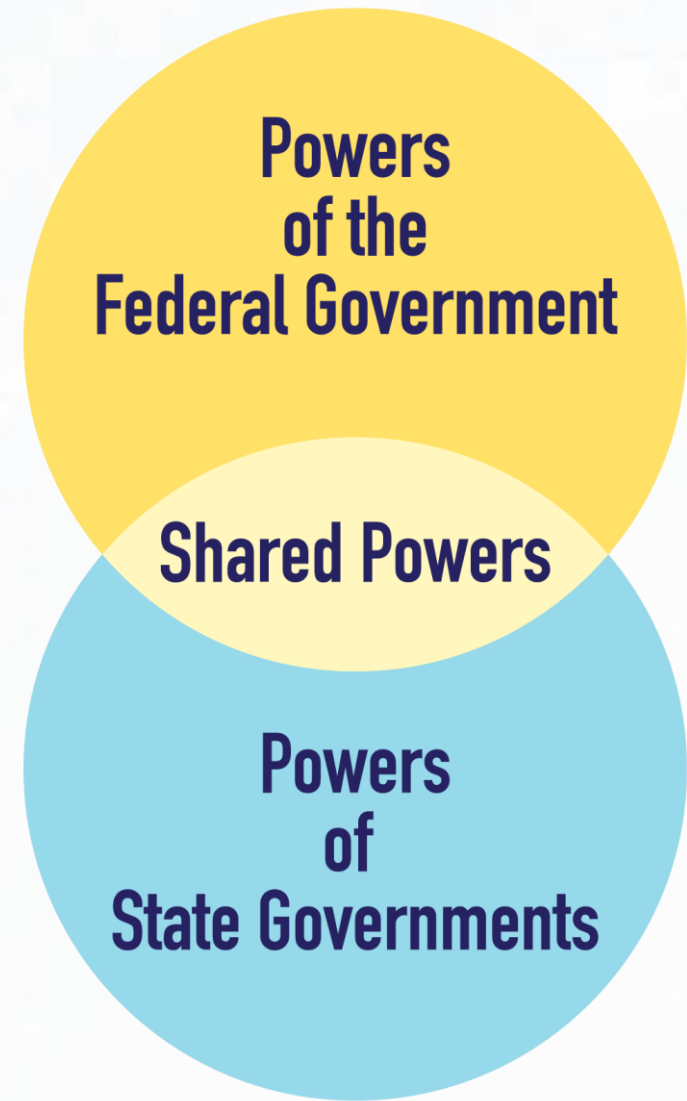 Powers
of the
Federal Government
Shared Powers
Powers
of
State Governments